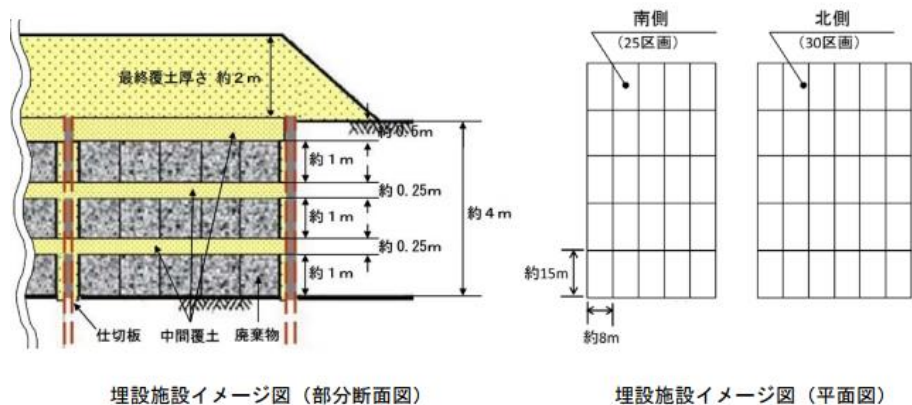 最終覆土厚さ 約2m
約0.5m
約1m
約0.25m
約1m
約0.25m
約1m
約4m
仕切板
中間覆土
廃棄物
埋設施設イメージ図（部分断面図）
南側
（25区画）
北側
（30区画）
約15m
約8m
埋設施設イメージ図（平面図）